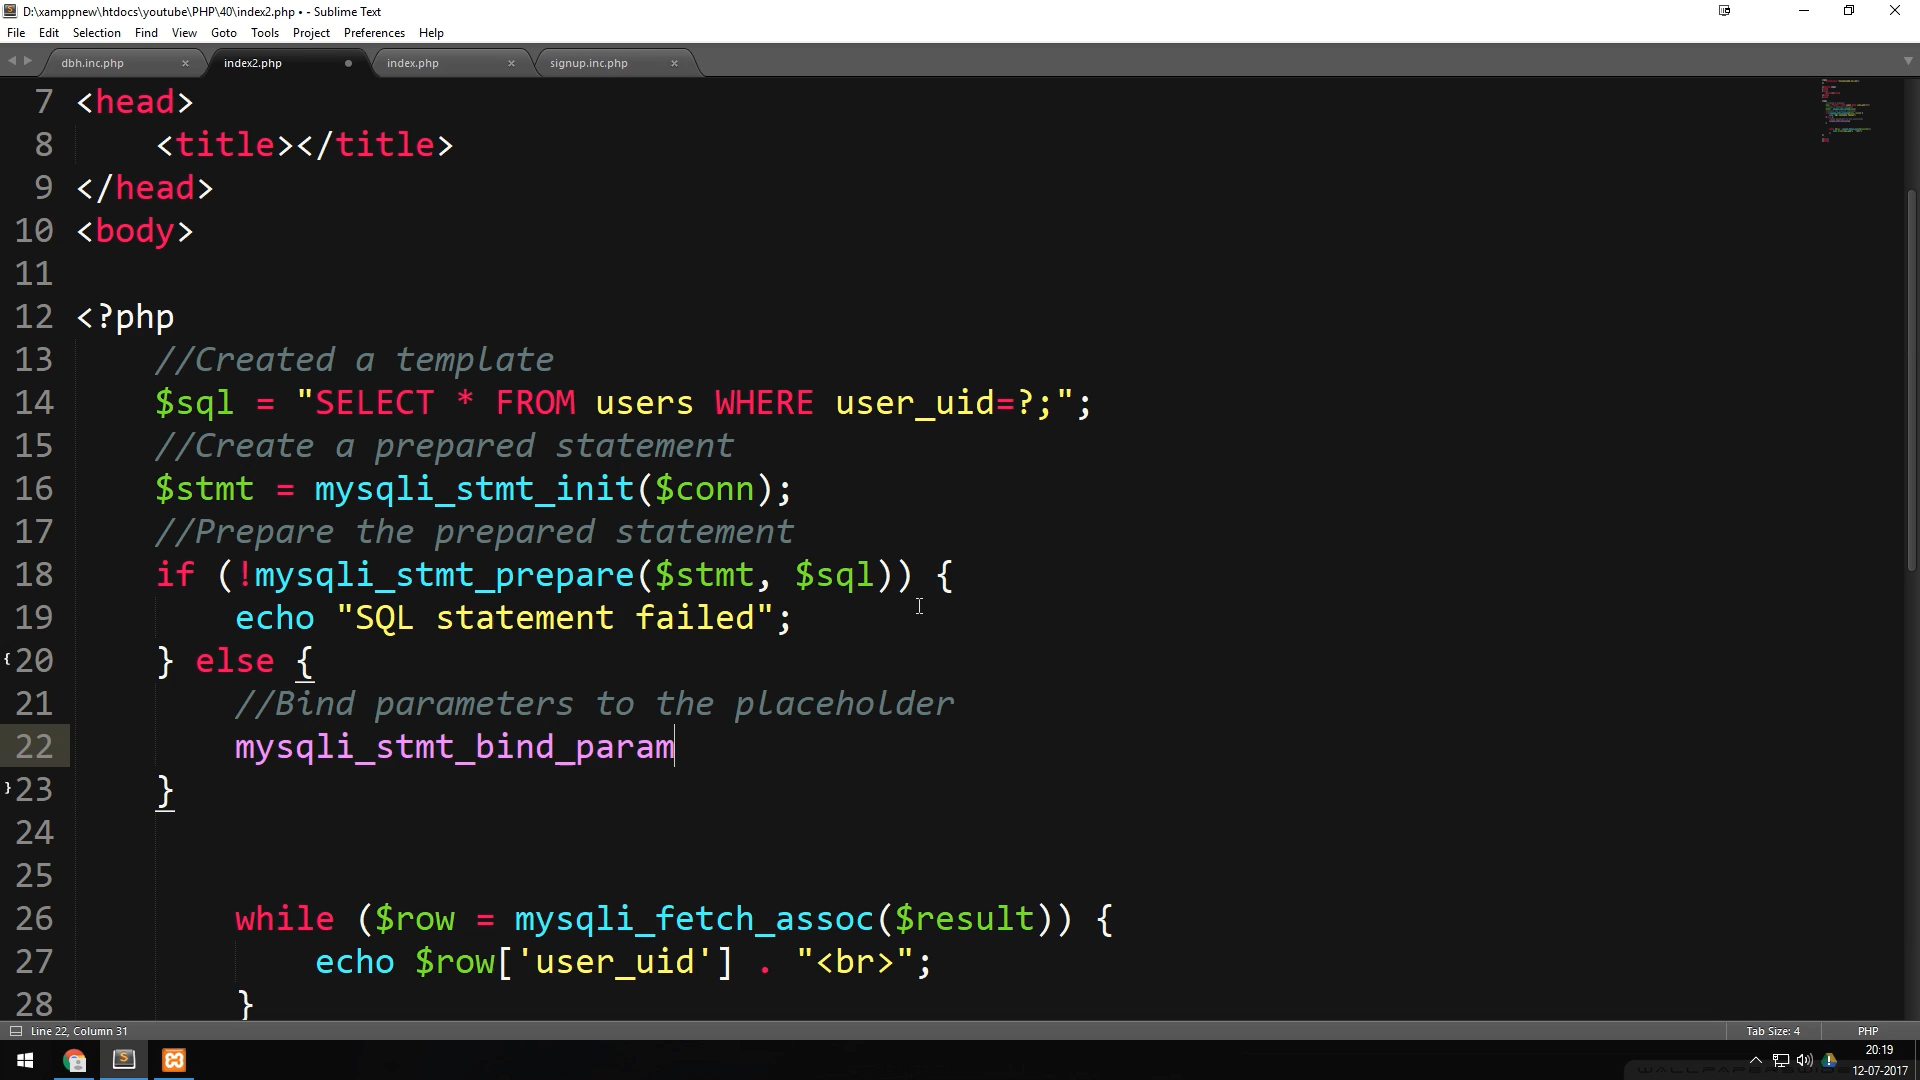 D:\xamppnew\htdocs\youtube\PHP\40\index2.php • - Sublime Text
File Edit Selection Find View Goto Tools Project Preferences Help
dbh.inc.php × index2.php index.php × signup.inc.php ×
7 <head>
8 <title></title>
9 </head>
10 <body>
11
12 <?php
13 //Created a template
14 $sql = "SELECT * FROM users WHERE user_uid=?;";
15 //Create a prepared statement
16 $stmt = mysqli_stmt_init($conn);
17 //Prepare the prepared statement
18 if (!mysqli_stmt_prepare($stmt, $sql)) {
19 echo "SQL statement failed";
20 } else {
21 //Bind parameters to the placeholder
22 mysqli_stmt_bind_param
23 }
24
25
26 while ($row = mysqli_fetch_assoc($result)) {
27 echo $row['user_uid'] . "<br>";
28 }
Line 22, Column 31 Tab Size: 4 PHP
20:19
12-07-2017